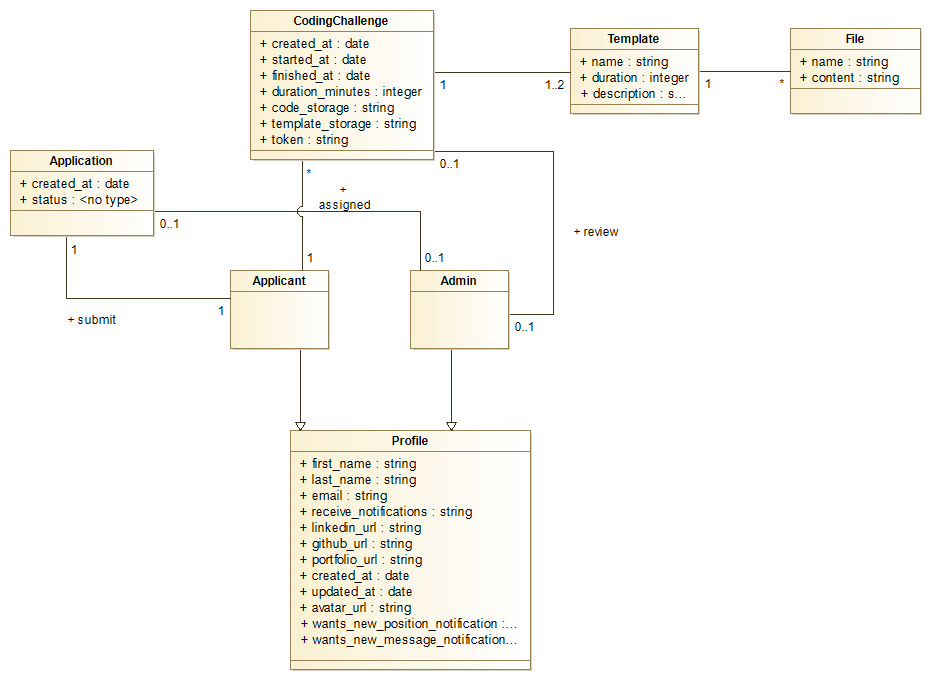 CodingChallenge
+ created_at : date
+ started_at : date
+ finished_at : date
+ duration_minutes : integer
+ code_storage : string
+ template_storage : string
+ token : string
Template
+ name : string
+ duration : integer
+ description : s...
File
+ name : string
+ content : string
1
1..2
1
*
Application
+ created_at : date
+ status : <no type>
0..1
*
+
assigned
0..1
+ review
1
1
0..1
Applicant
Admin
1
+ submit
0..1
Profile
+ first_name : string
+ last_name : string
+ email : string
+ receive_notifications : string
+ linkedin_url : string
+ github_url : string
+ portfolio_url : string
+ created_at : date
+ updated_at : date
+ avatar_url : string
+ wants_new_position_notification :...
+ wants_new_message_notification...